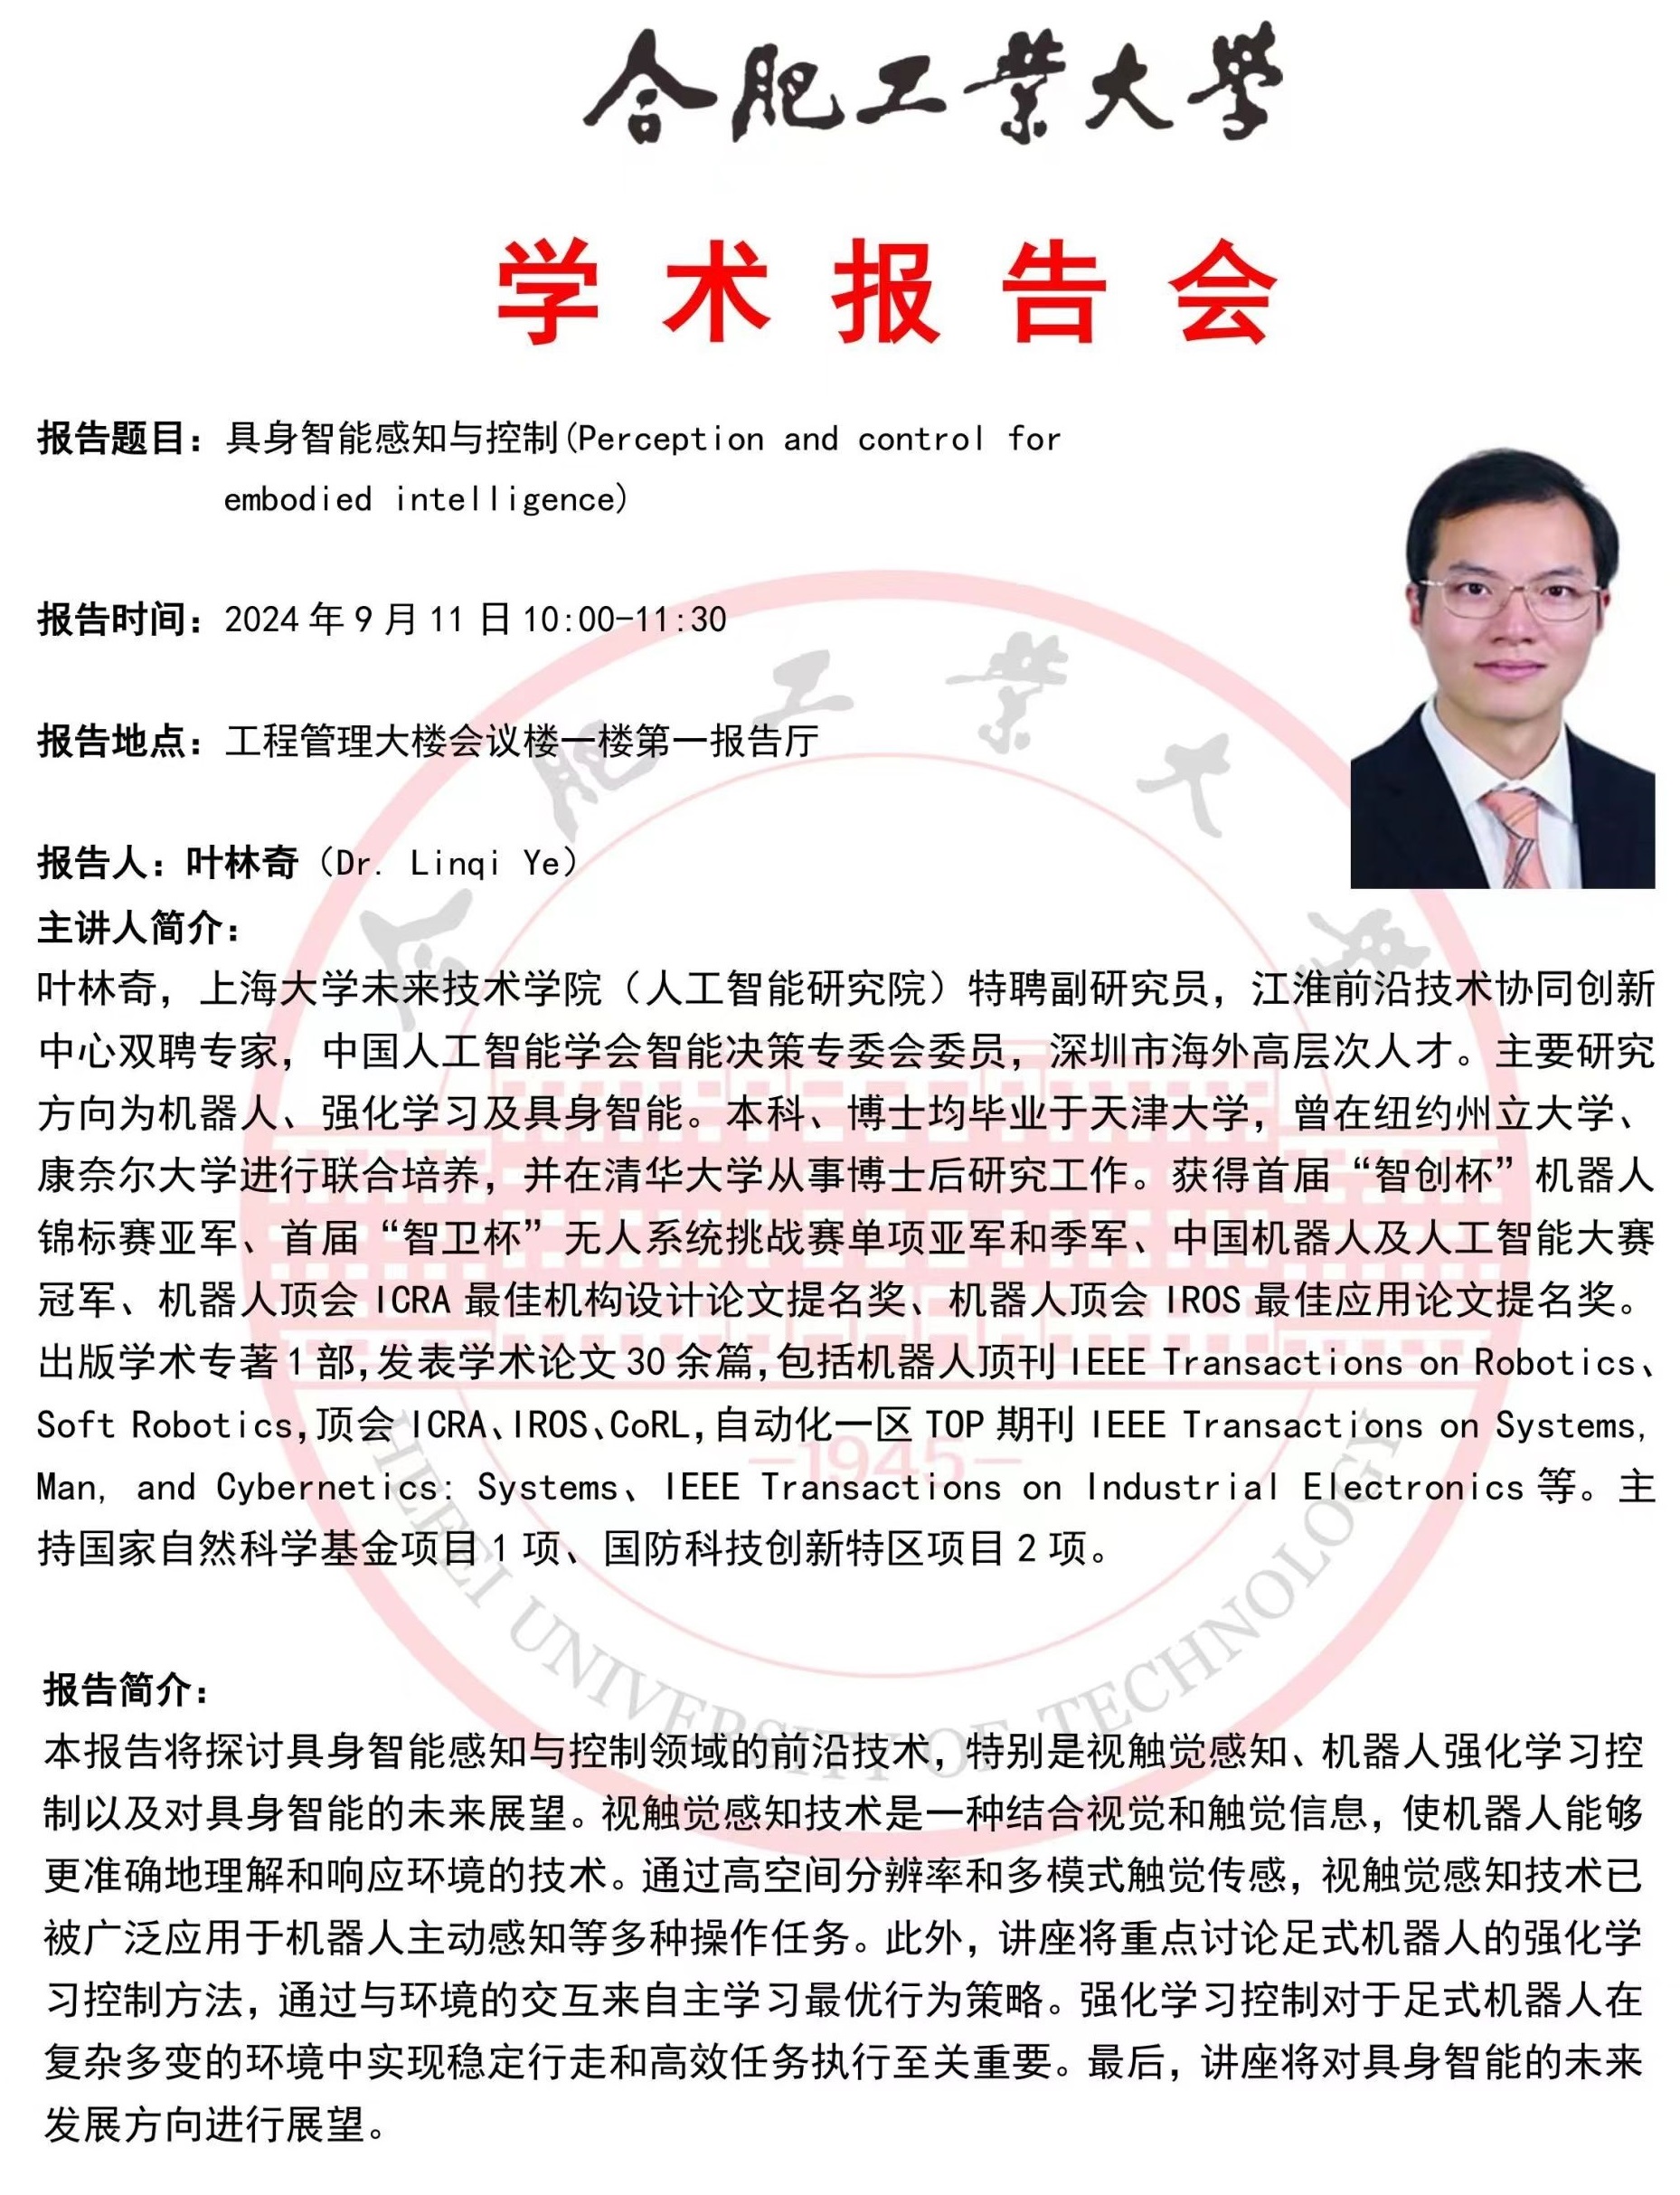 合肥工業大學
学术报告会
报告题目：具身智能感知与控制(Perception and control for
embodied intelligence)
报告时间：2024 年 9 月 11 日 10:00-11:30
报告地点：工程管理大楼会议楼一楼第一报告厅
报告人：叶林奇（Dr. Linqi Ye）
主讲人简介：
叶林奇，上海大学未来技术学院（人工智能研究院）特聘副研究员，江淮前沿技术协同创新
中心双聘专家，中国人工智能学会智能决策专委会委员，深圳市海外高层次人才。主要研究
方向为机器人、强化学习及具身智能。本科、博士均毕业于天津大学，曾在纽约州立大学、
康奈尔大学进行联合培养，并在清华大学从事博士后研究工作。获得首届“智创杯”机器人
锦标赛亚军、首届“智卫杯”无人系统挑战赛单项亚军和季军、中国机器人及人工智能大赛
冠军、机器人顶会 ICRA 最佳机构设计论文提名奖、机器人顶会 IROS 最佳应用论文提名奖。
出版学术专著 1 部，发表学术论文 30 余篇，包括机器人顶刊 IEEE Transactions on Robotics、
Soft Robotics，顶会 ICRA、IROS、CoRL，自动化一区 TOP 期刊 IEEE Transactions on Systems,
Man, and Cybernetics: Systems、IEEE Transactions on Industrial Electronics 等。主
持国家自然科学基金项目 1 项、国防科技创新特区项目 2 项。
报告简介：
本报告将探讨具身智能感知与控制领域的前沿技术，特别是视触觉感知、机器人强化学习控
制以及对具身智能的未来展望。视触觉感知技术是一种结合视觉和触觉信息，使机器人能够
更准确地理解和响应环境的技术。通过高空间分辨率和多模式触觉传感，视触觉感知技术已
被广泛应用于机器人主动感知等多种操作任务。此外，讲座将重点讨论足式机器人的强化学
习控制方法，通过与环境的交互来自主学习最优行为策略。强化学习控制对于足式机器人在
复杂多变的环境中实现稳定行走和高效任务执行至关重要。最后，讲座将对具身智能的未来
发展方向进行展望。
合肥工業大學
-1945-
HEFEI UNIVERSITY OF TECHNOLOGY